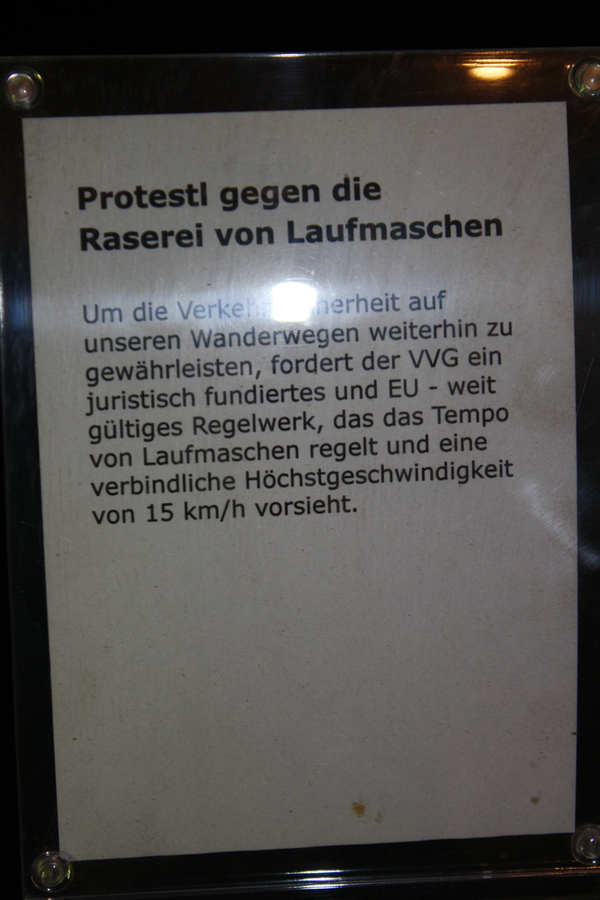 Protestl gegen die
Raserei von Laufmaschen
Um die auf
unseren Wanderwegen weiterhin zu
gewährleisten, fordert der VVG ein
juristisch fundiertes und EU - weit
gültiges Regelwerk, das das Tempo
von Laufmaschen regelt und eine
verbindliche Höchstgeschwindigkeit
von 15 km/h vorsieht.